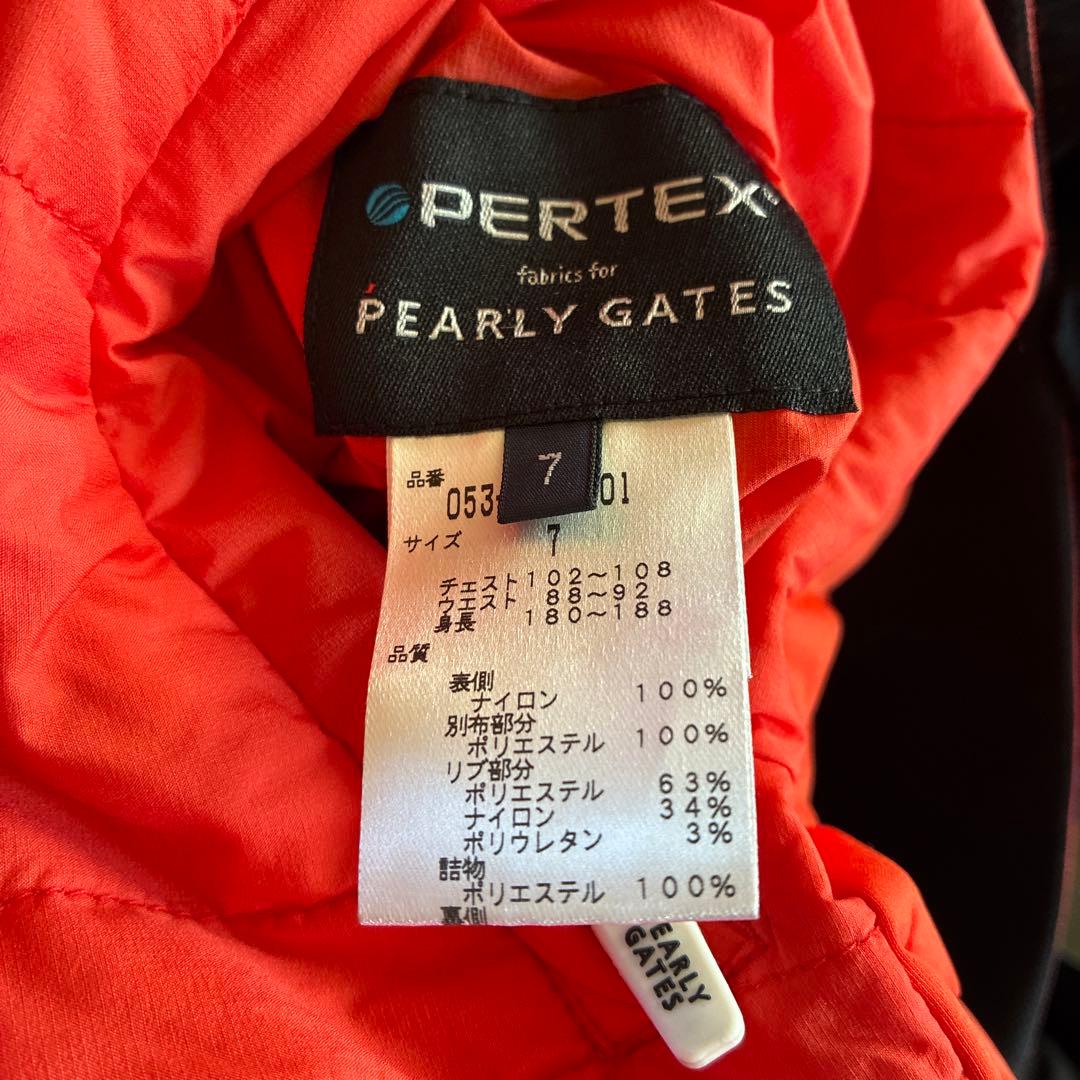 PERTEX
fabrics for
PEARLY GATES
7
品番
053 01
サイズ 7
チェスト 102〜108
ウエスト 88〜92
身長 180〜188
品質
表側
ナイロン 100%
別布部分
ポリエステル 100%
リブ部分
ポリエステル 63%
ナイロン 34%
ポリウレタン 3%
詰物
ポリエステル 100%
裏側
PEARLY
GATES